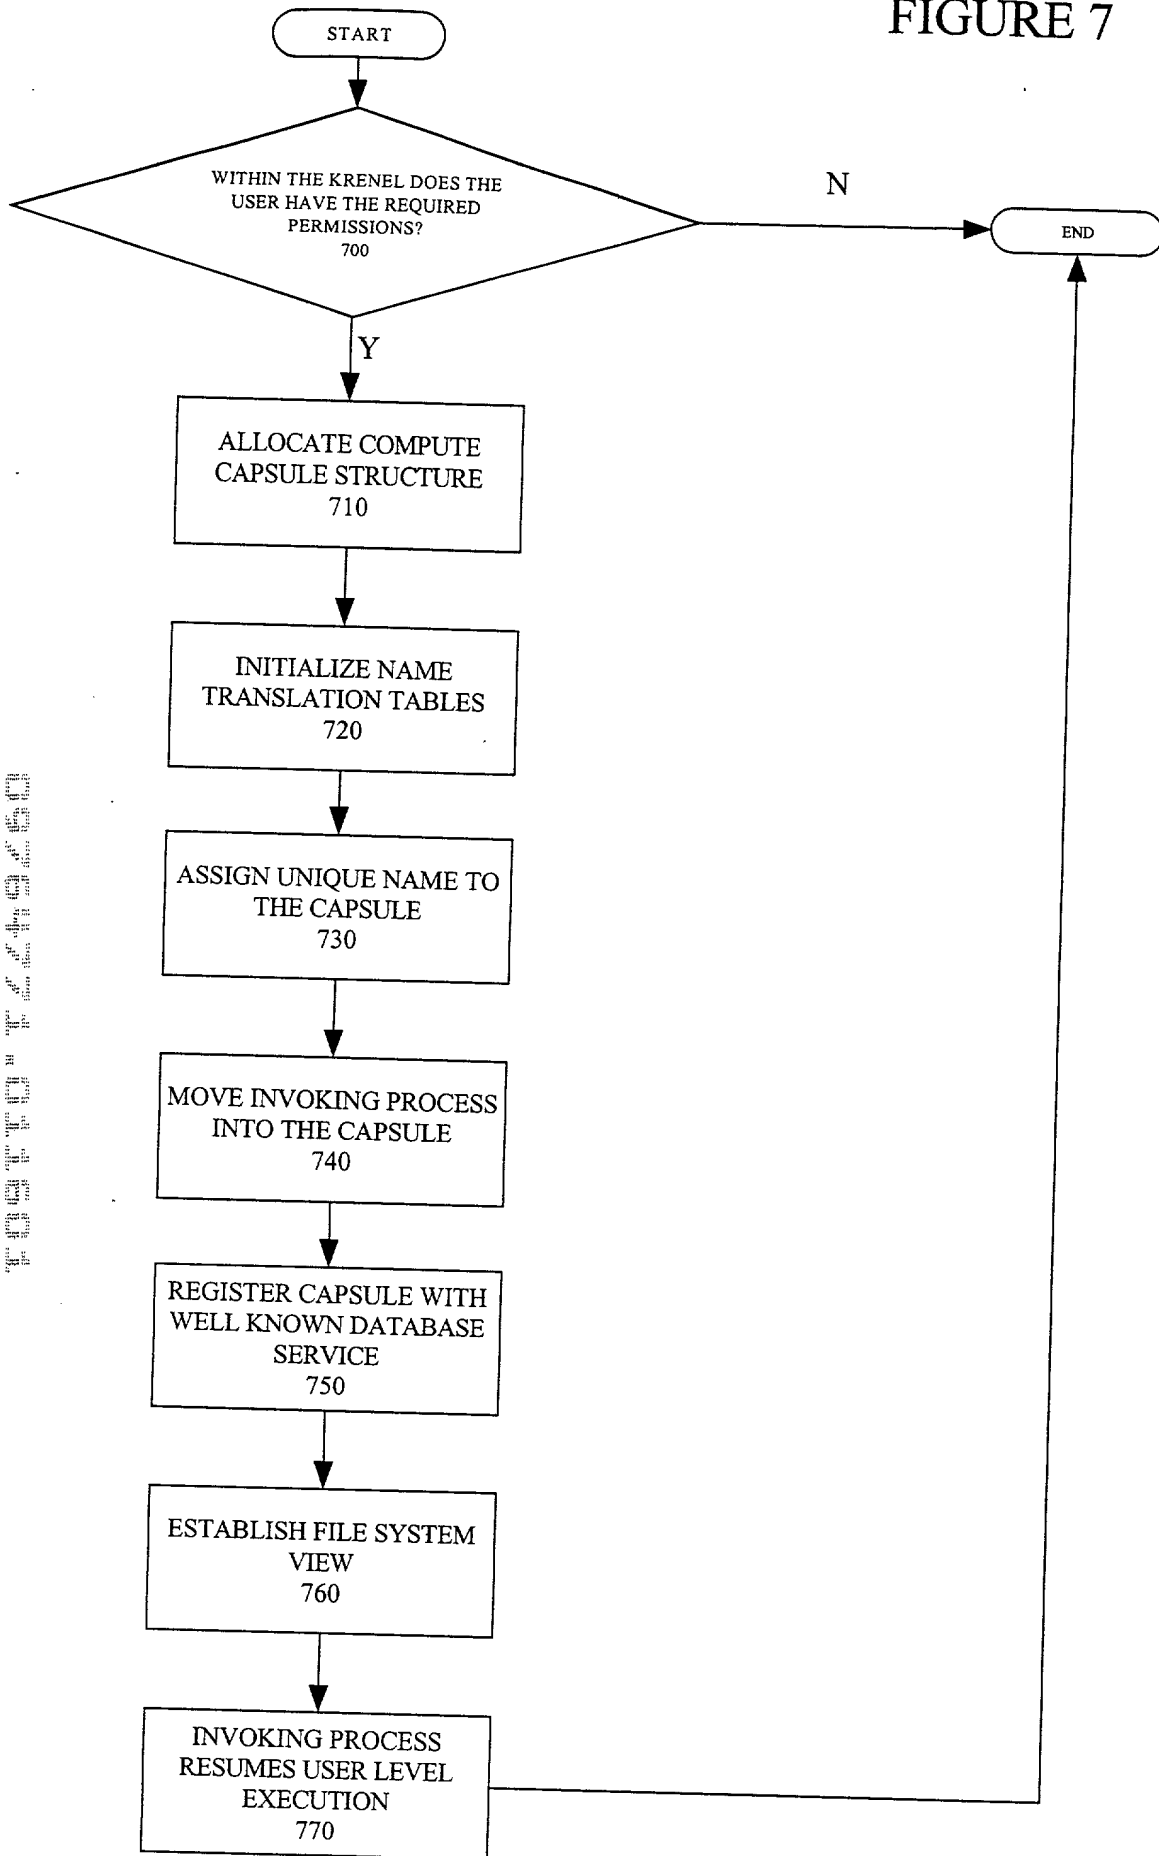 FIGURE 7
START
WITHIN THE KRENEL DOES THE
USER HAVE THE REQUIRED
PERMISSIONS?
700
N
END
Y
ALLOCATE COMPUTE
CAPSULE STRUCTURE
710
INITIALIZE NAME
TRANSLATION TABLES
720
ASSIGN UNIQUE NAME TO
THE CAPSULE
730
MOVE INVOKING PROCESS
INTO THE CAPSULE
740
REGISTER CAPSULE WITH
WELL KNOWN DATABASE
SERVICE
750
ESTABLISH FILE SYSTEM
VIEW
760
INVOKING PROCESS
RESUMES USER LEVEL
EXECUTION
770